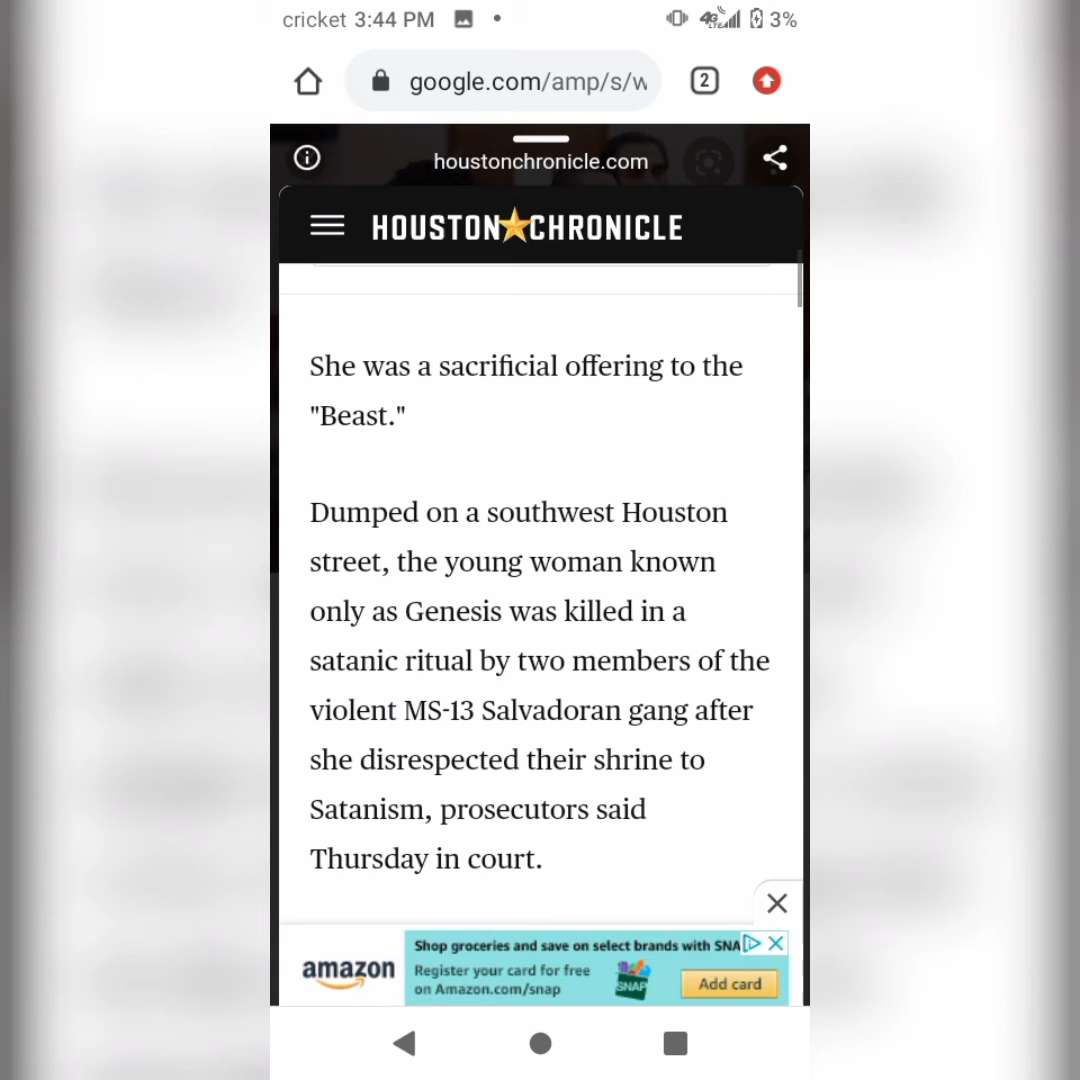 cricket 3:44 PM 3%
google.com/amp/s/w 2
houstonchronicle.com
HOUSTON CHRONICLE
She was a sacrificial offering to the
"Beast."
Dumped on a southwest Houston
street, the young woman known
only as Genesis was killed in a
satanic ritual by two members of the
violent MS-13 Salvadoran gang after
she disrespected their shrine to
Satanism, prosecutors said
Thursday in court.
Shop groceries and save on select brands with SNA
amazon
Register your card for free
on Amazon.com/snap
SNAP
Add card